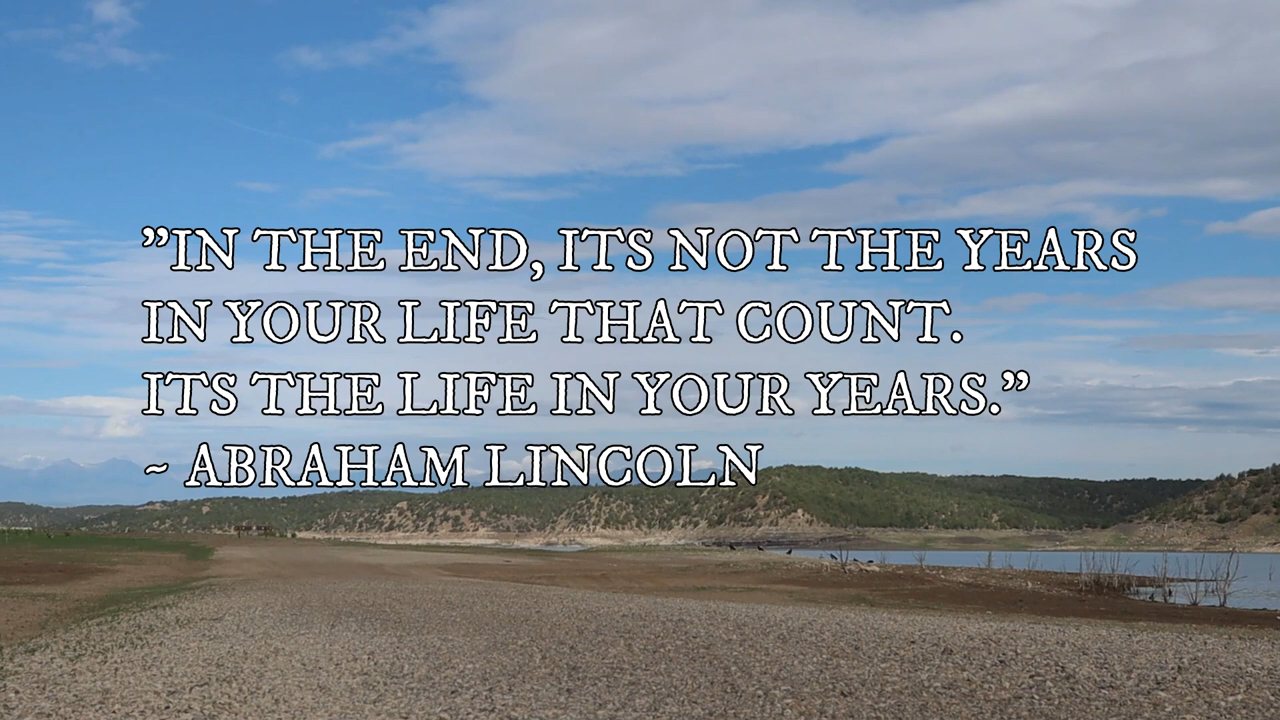 ”IN THE END, ITS NOT THE YEARS
IN YOUR LIFE THAT COUNT.
ITS THE LIFE IN YOUR YEARS.”
~ ABRAHAM LINCOLN